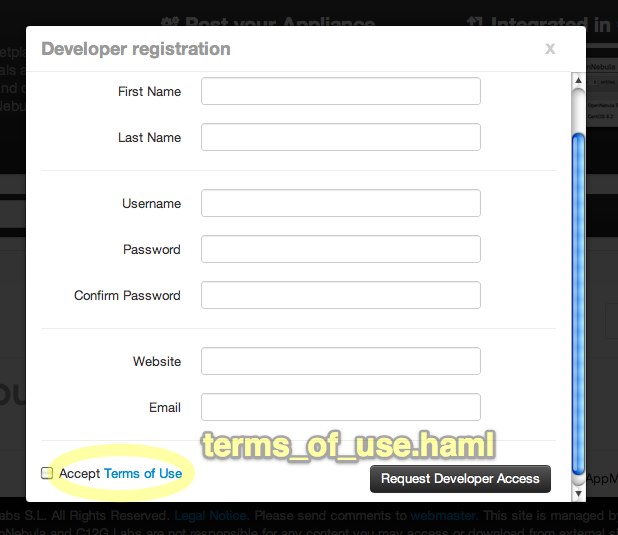 Post your Appliance
Integrated in
Developer registration
x
First Name
Last Name
Username
Password
Confirm Password
Website
Email
terms_of_use.haml
Accept Terms of Use
Request Developer Access
AppM
abs S.L. All Rights Reserved. Legal Notice. Please send comments to webmaster. This site is managed by
nNebula and C12G Labs are not responsible for any content you may access or download from external si